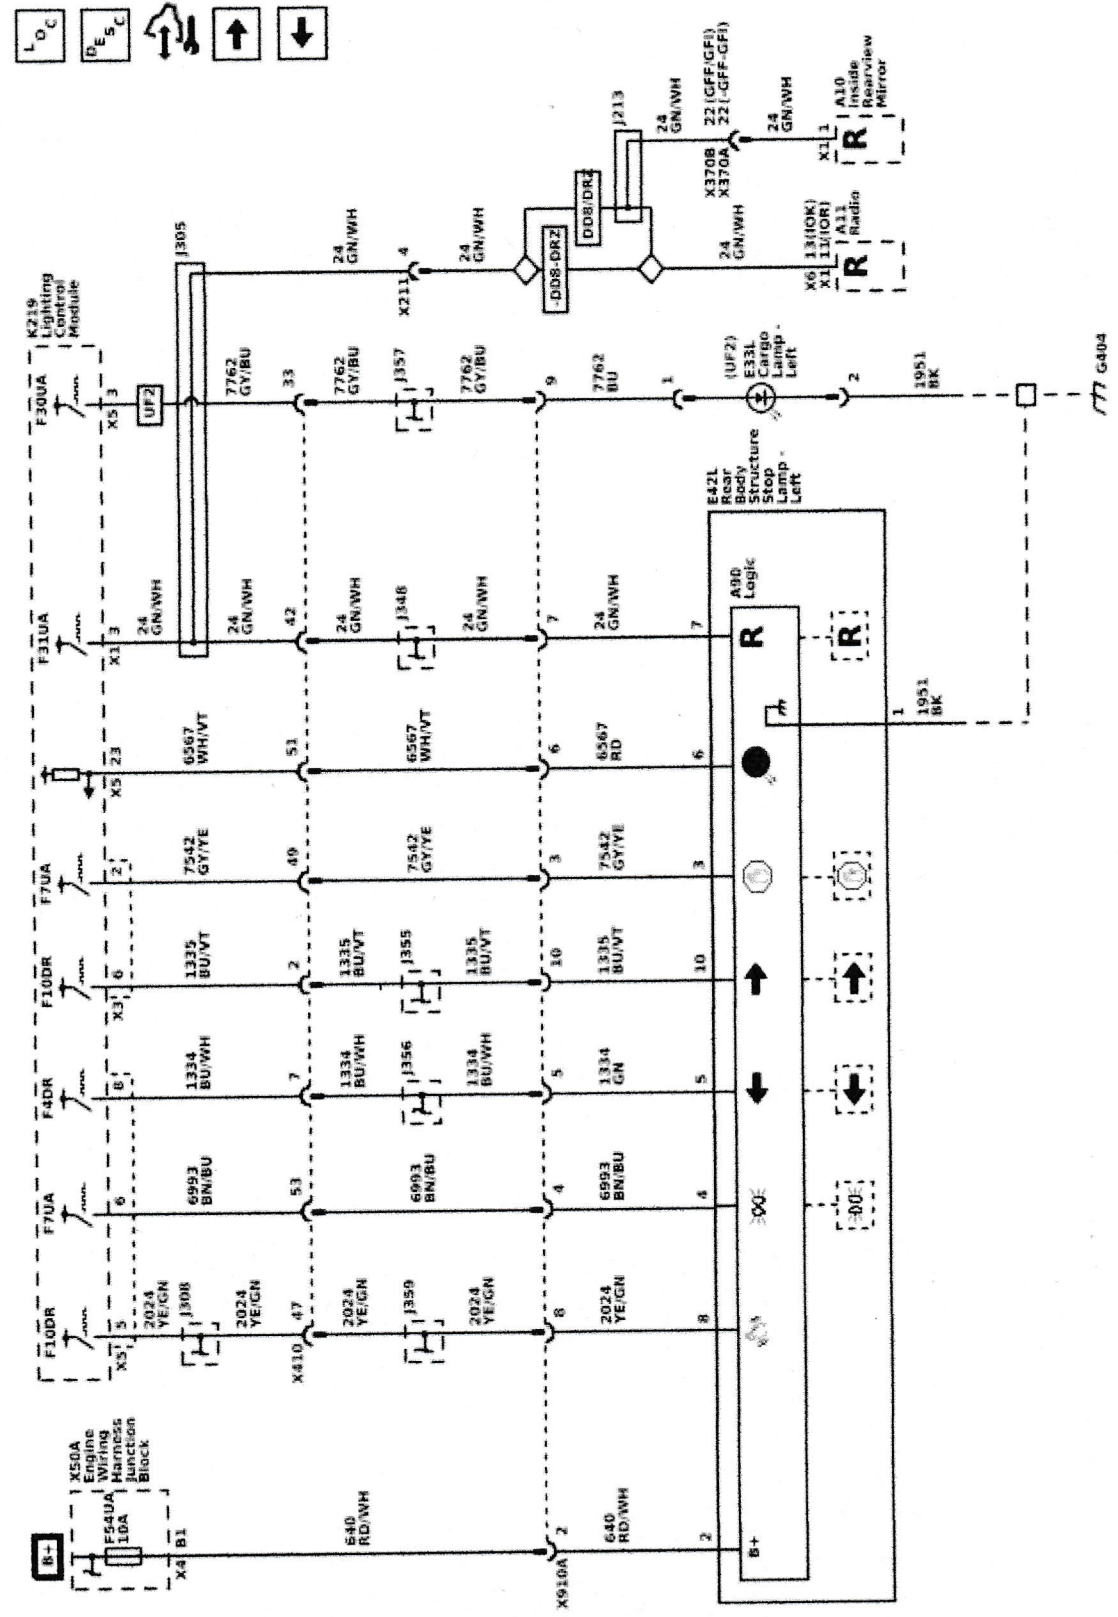 B+
X50A
Engine
Wiring
Harness
Junction
Block
F54UA
10A
X4 B1
640
RD/WH
X910A 2
640
RD/WH
2
B+
K219
Lighting
Control
Module
F10DR
X5 5
2024
YE/GN
J308
2024
YE/GN
X410 47
2024
YE/GN
J359
2024
YE/GN
8
2024
YE/GN
8
F7UA
6
6993
BN/BU
53
6993
BN/BU
4
6993
BN/BU
4
F4DR
8
1334
BU/WH
7
1334
BU/WH
J356
1334
BU/WH
5
1334
GN
5
F10DR
X3 6
1335
BU/VT
2
1335
BU/VT
J355
1335
BU/VT
10
1335
BU/VT
10
F7UA
2
7542
GY/YE
49
7542
GY/YE
3
7542
GY/YE
3
X5 23
6567
WH/VT
51
6567
WH/VT
6
6567
RD
6
F31UA
X1 3
24
GN/WH
J305
24
GN/WH
42
24
GN/WH
J348
24
GN/WH
7
24
GN/WH
7
R
R
A90
Logic
1
1951
BK
E42L
Rear
Body
Structure
Stop
Lamp -
Left
F30UA
X5 3
UF2
7762
GY/BU
33
7762
GY/BU
J357
7762
GY/BU
9
7762
BU
1
(UF2)
E33L
Cargo
Lamp -
Left
2
1951
BK
G404
24
GN/WH
X211 4
24
GN/WH
-DD8-DRZ
DD8/DRZ
J213
24
GN/WH
X6 13(IOK)
X1 11(IOR)
R
A11
Radio
24
GN/WH
X370B 22(GFF/GFI)
X370A 22(-GFF-GFI)
24
GN/WH
X1 1
R
A10
Inside
Rearview
Mirror
LOC
DESC